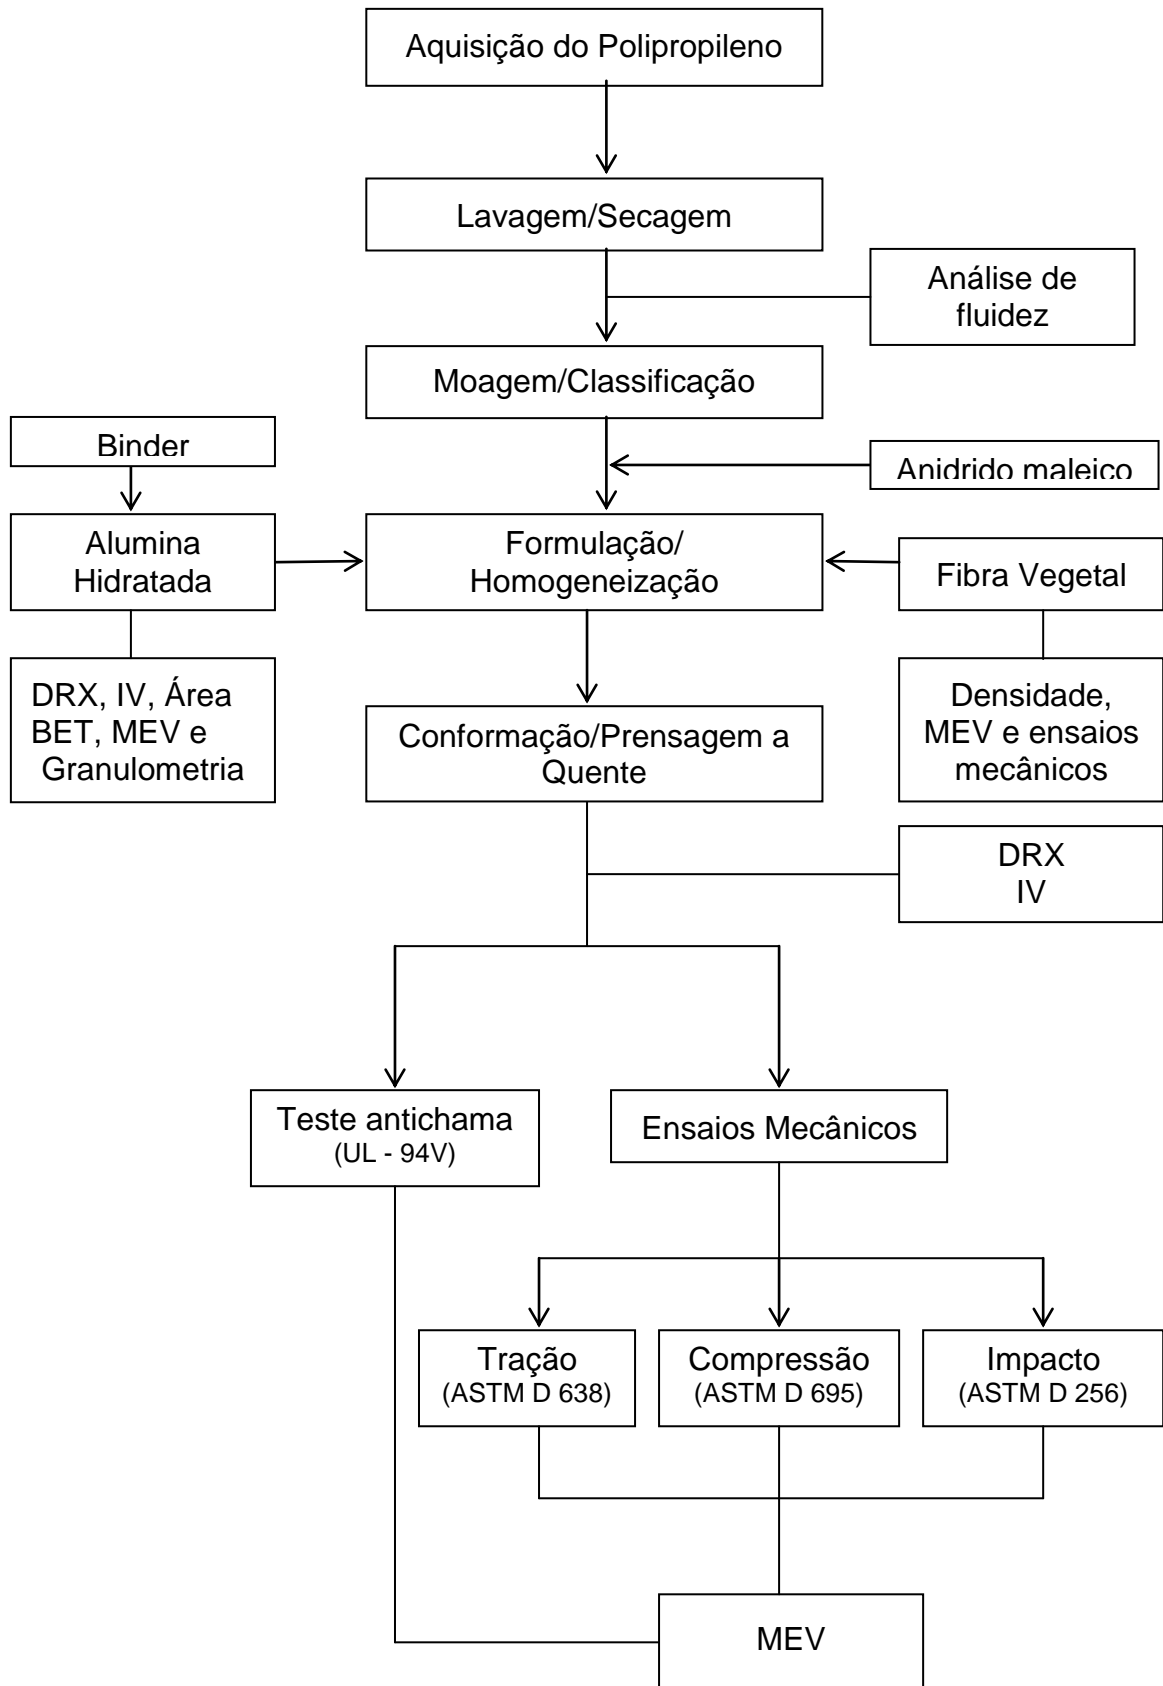 Aquisição do Polipropileno
Lavagem/Secagem
Análise de
fluidez
Moagem/Classificação
Binder
Anidrido maleico
Alumina
Hidratada
Formulação/
Homogeneização
Fibra Vegetal
DRX, IV, Área
BET, MEV e
Granulometria
Conformação/Prensagem a
Quente
Densidade,
MEV e ensaios
mecânicos
DRX
IV
Teste antichama
(UL - 94V)
Ensaios Mecânicos
Tração
(ASTM D 638)
Compressão
(ASTM D 695)
Impacto
(ASTM D 256)
MEV